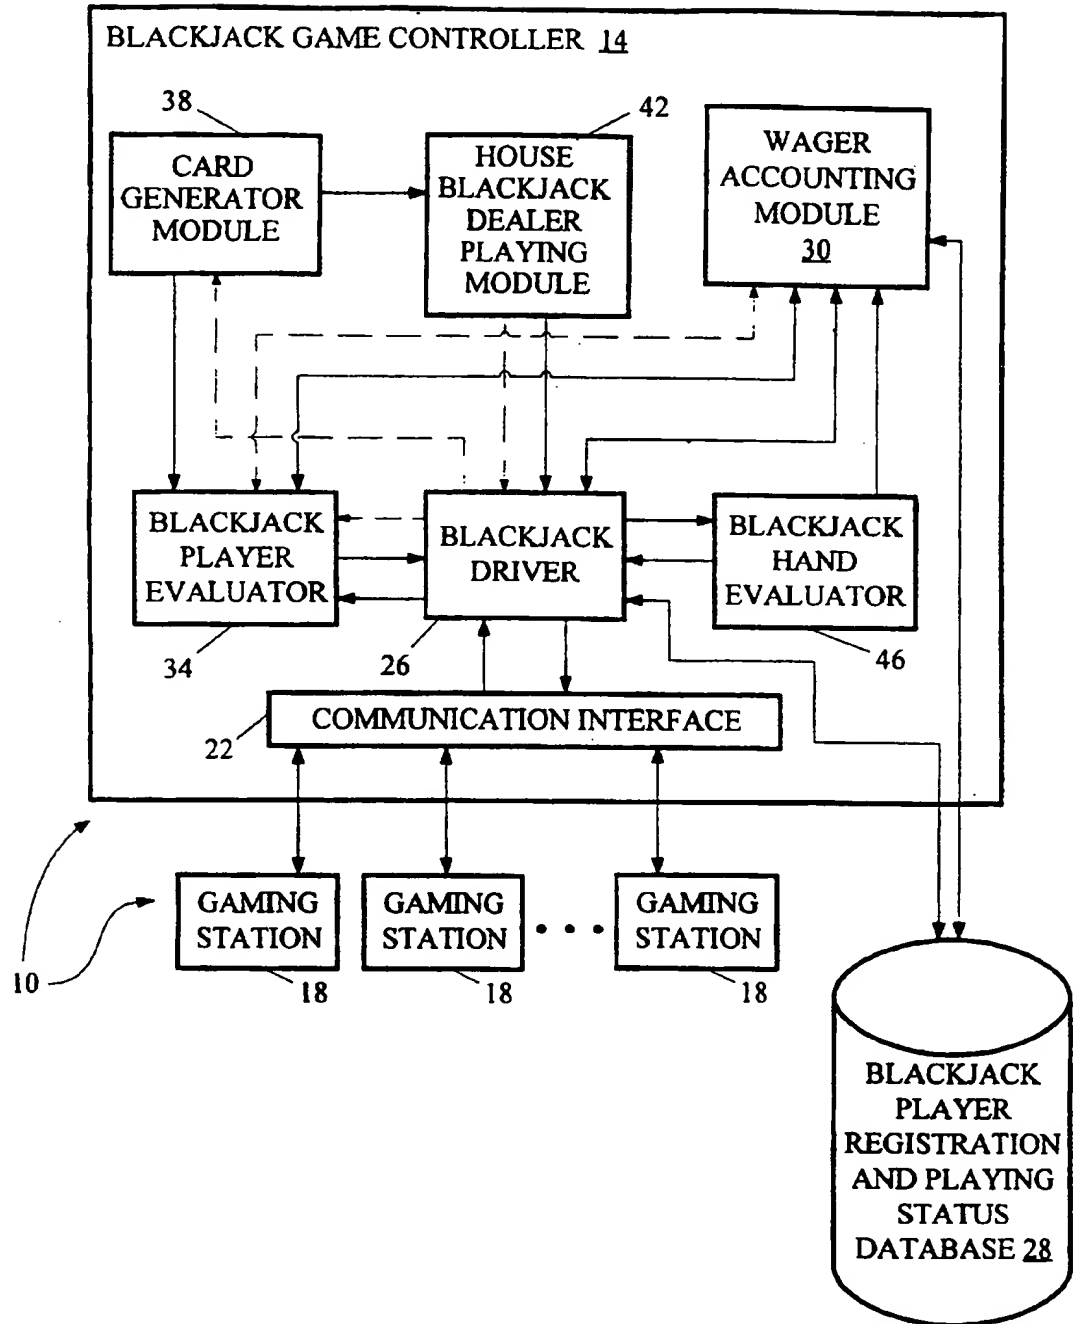 BLACKJACK GAME CONTROLLER 14
38
42
CARD
GENERATOR
MODULE
HOUSE
BLACKJACK
DEALER
PLAYING
MODULE
WAGER
ACCOUNTING
MODULE
30
BLACKJACK
PLAYER
EVALUATOR
BLACKJACK
DRIVER
BLACKJACK
HAND
EVALUATOR
34
26
46
COMMUNICATION INTERFACE
22
GAMING
STATION
GAMING
STATION
GAMING
STATION
10
18
18
18
BLACKJACK
PLAYER
REGISTRATION
AND PLAYING
STATUS
DATABASE 28